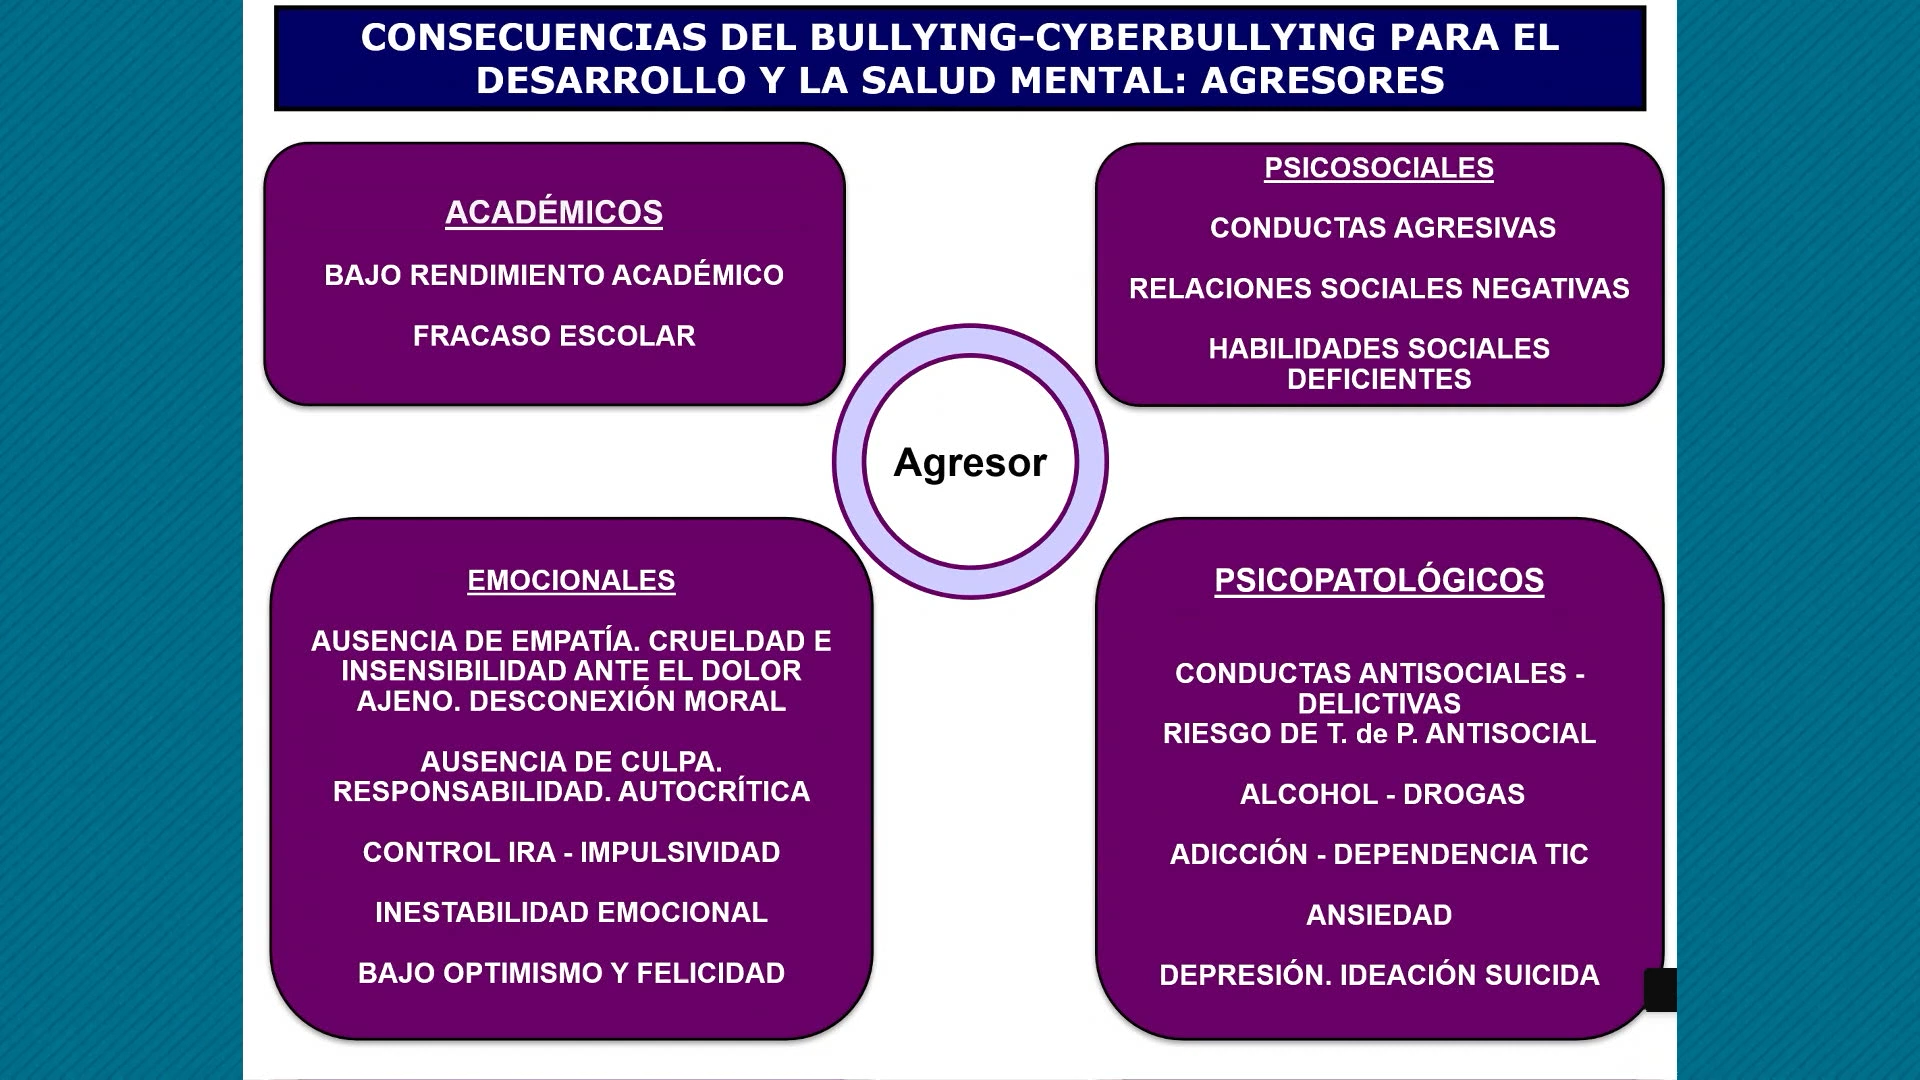 CONSECUENCIAS DEL BULLYING-CYBERBULLYING PARA EL
DESARROLLO Y LA SALUD MENTAL: AGRESORES
ACADÉMICOS
BAJO RENDIMIENTO ACADÉMICO
FRACASO ESCOLAR
PSICOSOCIALES
CONDUCTAS AGRESIVAS
RELACIONES SOCIALES NEGATIVAS
HABILIDADES SOCIALES
DEFICIENTES
Agresor
EMOCIONALES
AUSENCIA DE EMPATÍA. CRUELDAD E
INSENSIBILIDAD ANTE EL DOLOR
AJENO. DESCONEXIÓN MORAL
AUSENCIA DE CULPA.
RESPONSABILIDAD. AUTOCRÍTICA
CONTROL IRA - IMPULSIVIDAD
INESTABILIDAD EMOCIONAL
BAJO OPTIMISMO Y FELICIDAD
PSICOPATOLÓGICOS
CONDUCTAS ANTISOCIALES -
DELICTIVAS
RIESGO DE T. de P. ANTISOCIAL
ALCOHOL - DROGAS
ADICCIÓN - DEPENDENCIA TIC
ANSIEDAD
DEPRESIÓN. IDEACIÓN SUICIDA